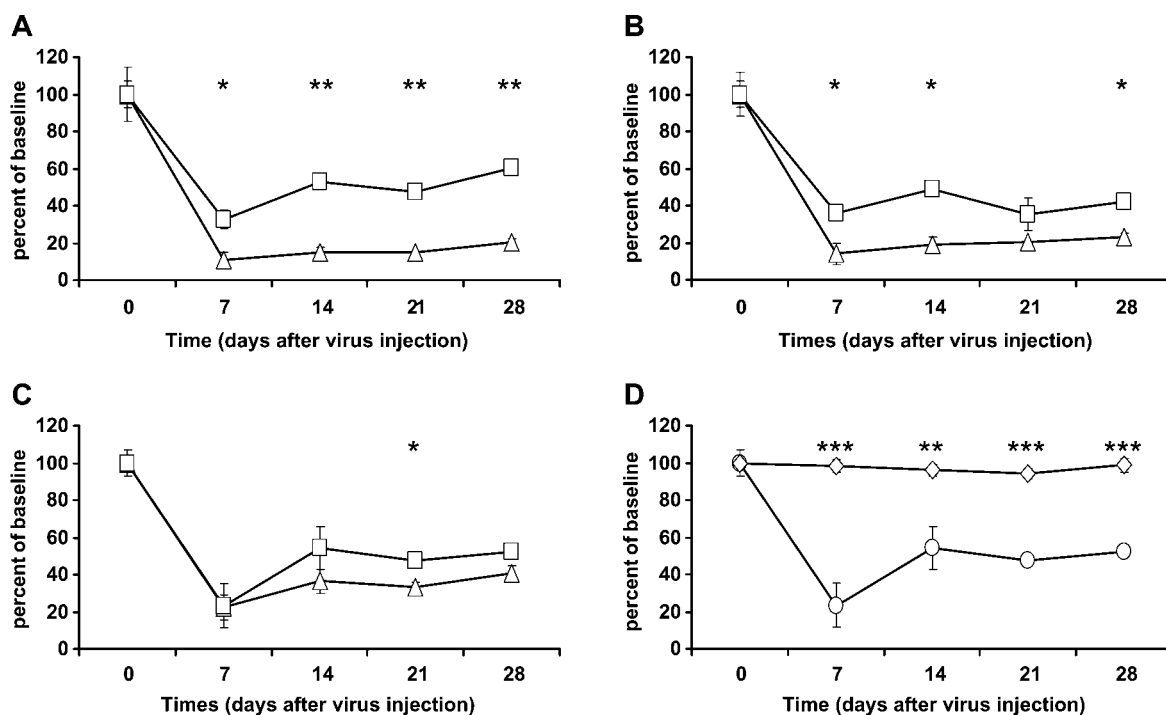 A
B
120
100
80
60
40
20
0
percent of baseline
* ** ** **
0 7 14 21 28
Time (days after virus injection)
120
100
80
60
40
20
0
percent of baseline
* * *
0 7 14 21 28
Times (days after virus injection)
C
D
120
100
80
60
40
20
0
percent of baseline
*
0 7 14 21 28
Times (days after virus injection)
120
100
80
60
40
20
0
percent of baseline
*** ** *** ***
0 7 14 21 28
Time (days after virus injection)